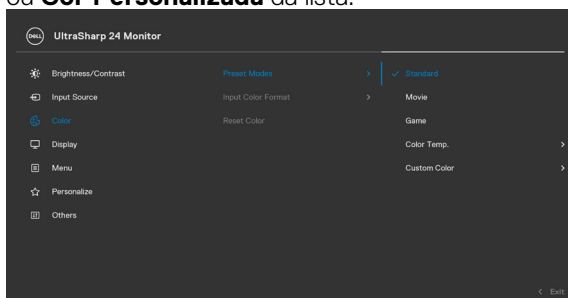 ou Cor Personalizada da lista.
DELL UltraSharp 24 Monitor
Brightness/Contrast Preset Modes > ✓ Standard
Input Source Input Color Format > Movie
Color Reset Color Game
Display Color Temp. >
Menu Custom Color >
Personalize
Others
< Exit